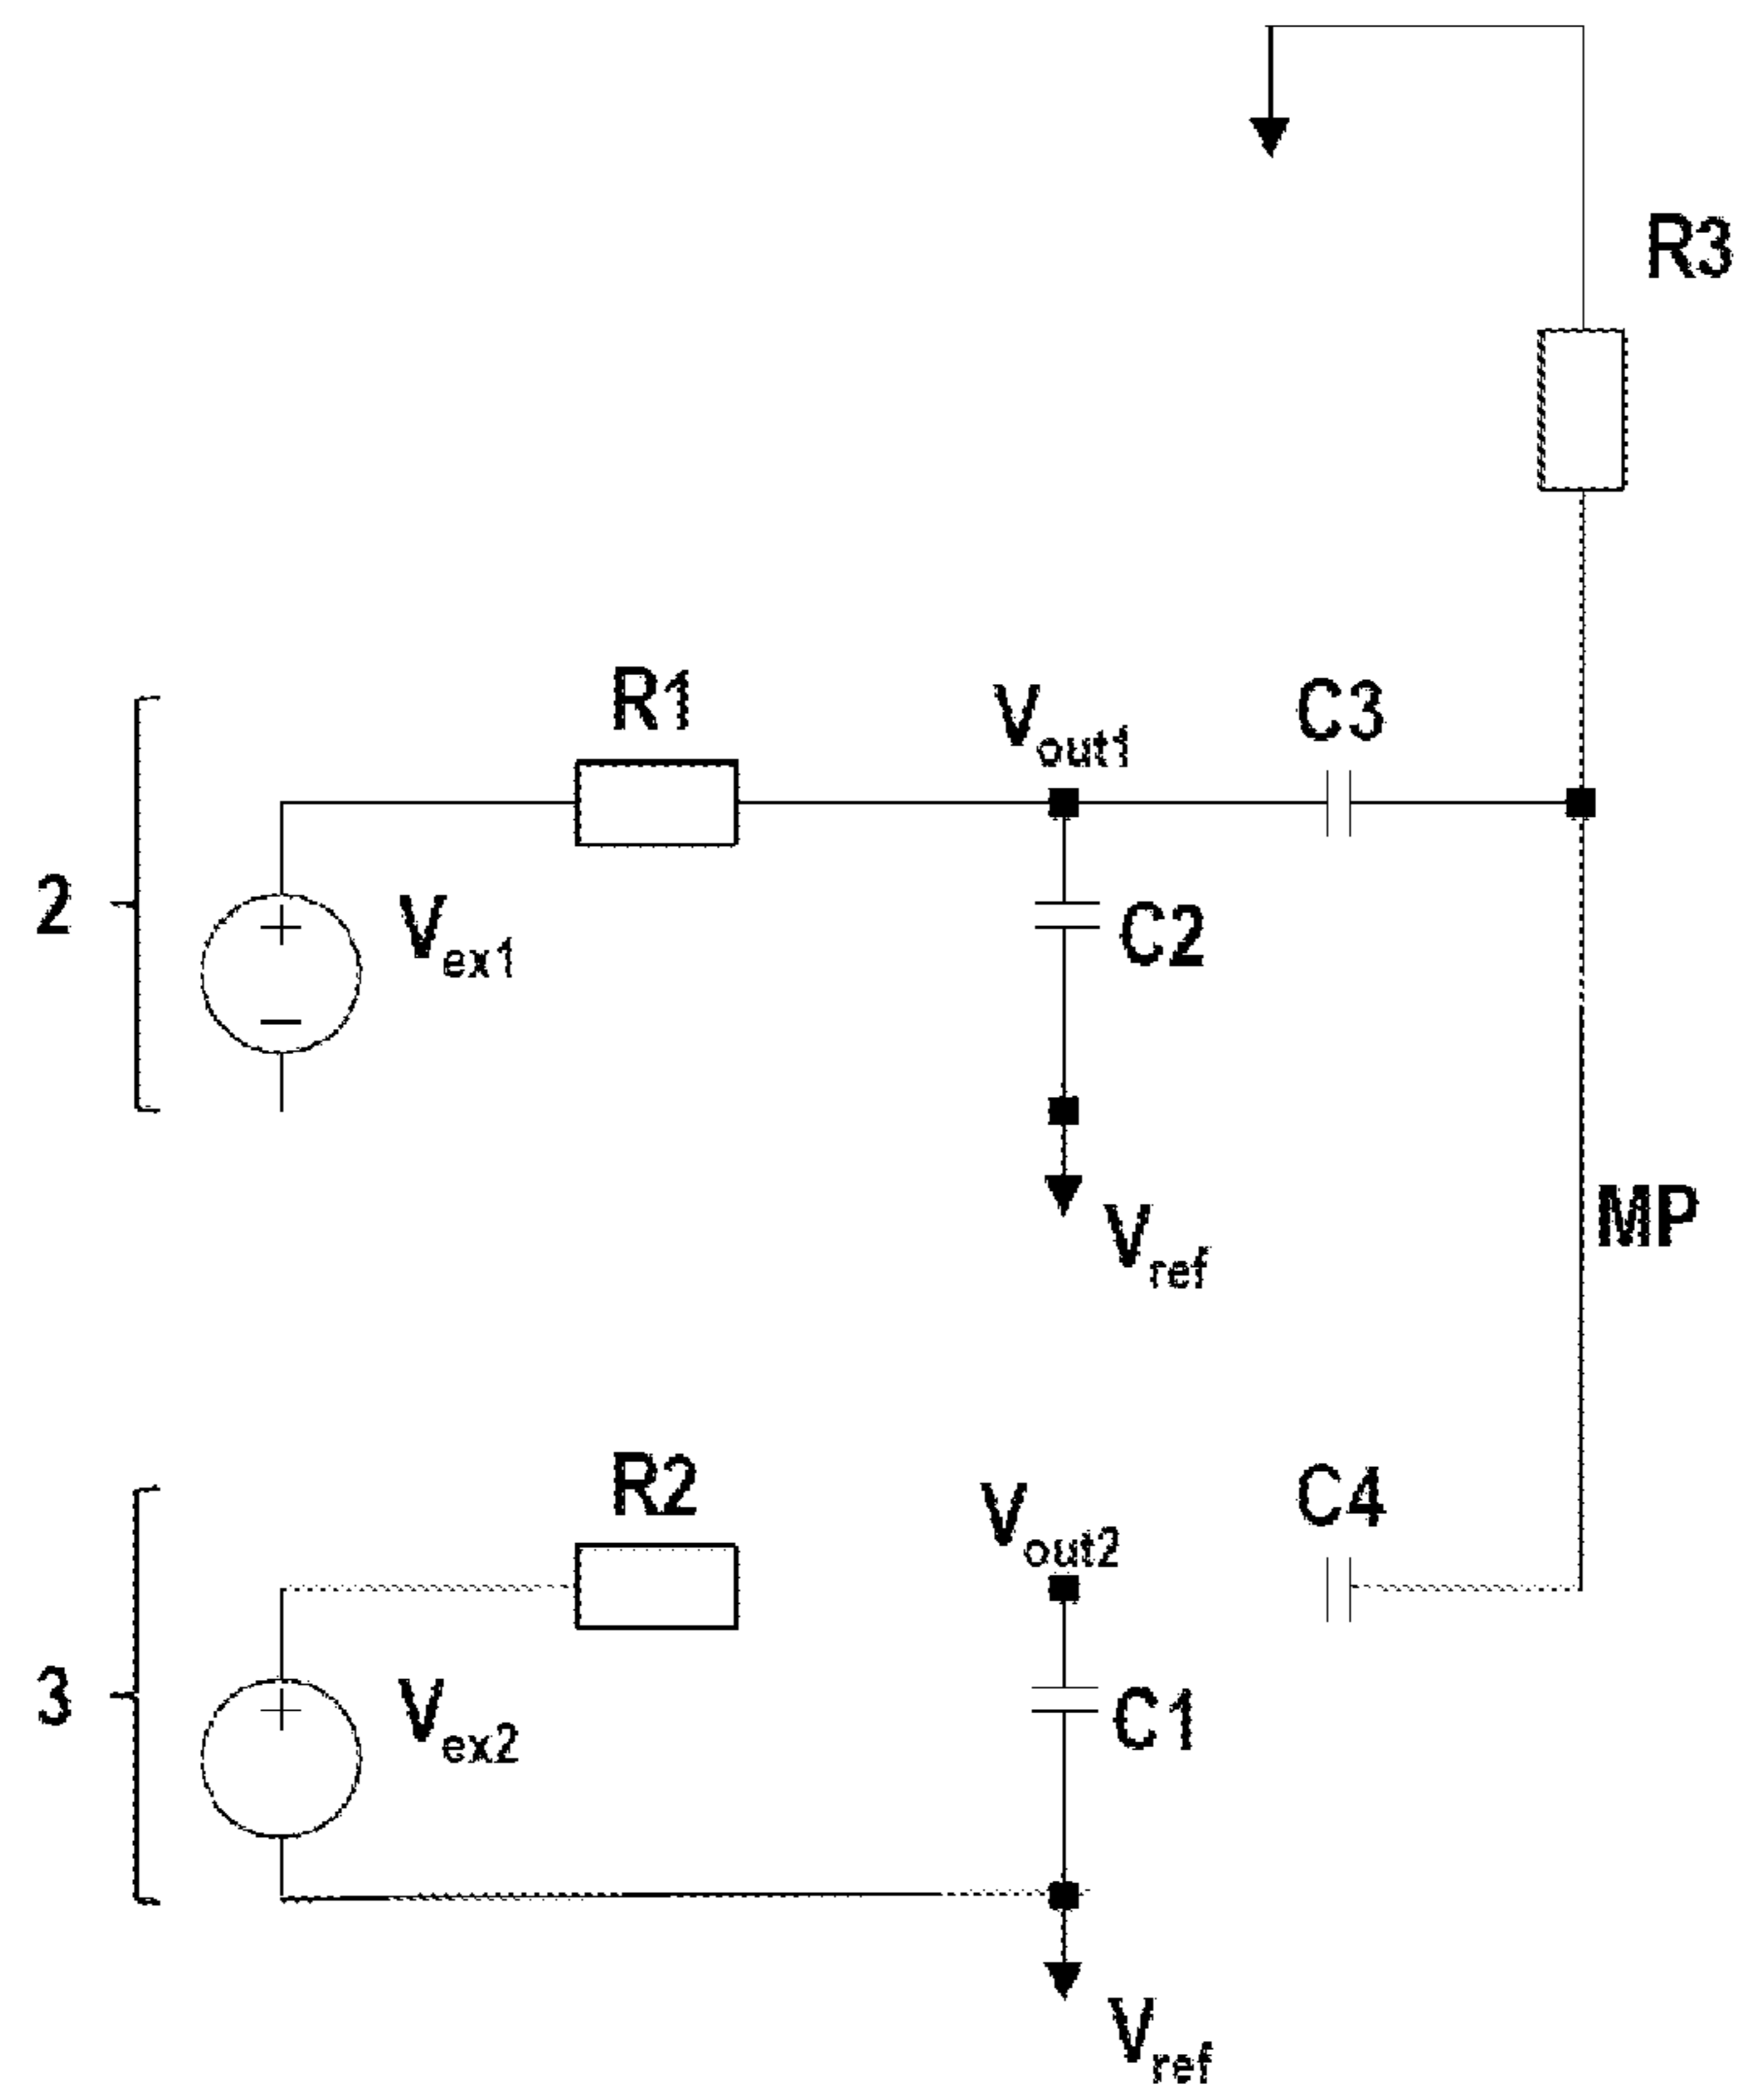 R3
R1
Vout1
C3
2
Vex1
C2
Vref
MP
R2
Vout2
C4
3
Vex2
C1
Vref